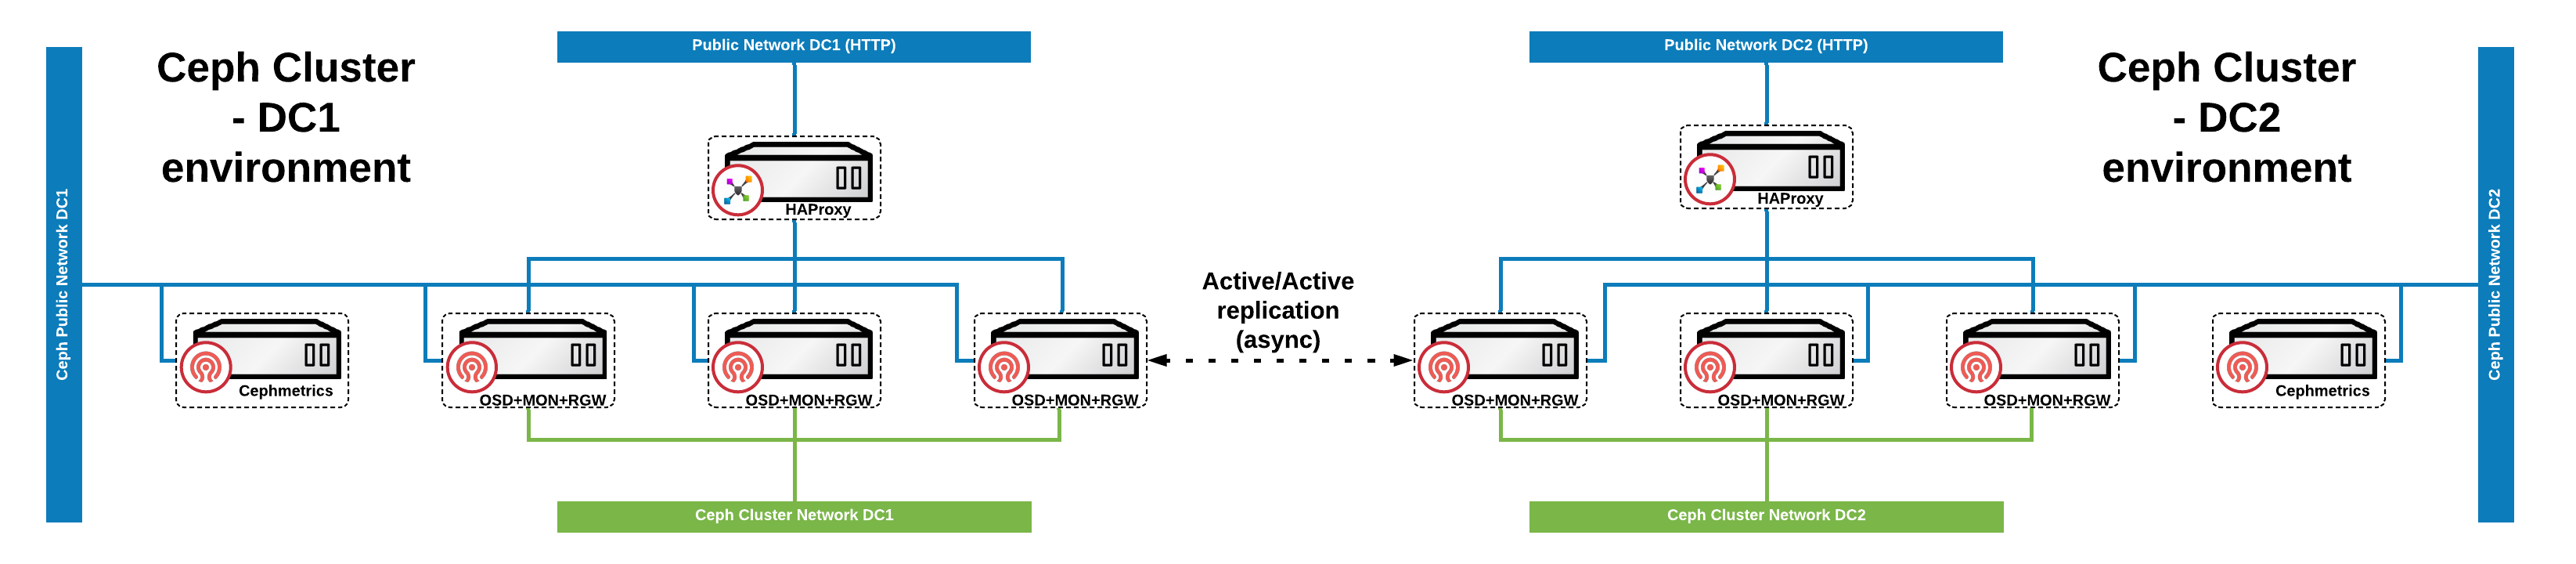 Public Network DC1 (HTTP)
Public Network DC2 (HTTP)
Ceph Cluster
- DC1
environment
Ceph Cluster
- DC2
environment
Ceph Public Network DC1
HAProxy
HAProxy
Ceph Public Network DC2
Active/Active
replication
(async)
Cephmetrics
OSD+MON+RGW
OSD+MON+RGW
OSD+MON+RGW
OSD+MON+RGW
OSD+MON+RGW
OSD+MON+RGW
Cephmetrics
Ceph Cluster Network DC1
Ceph Cluster Network DC2